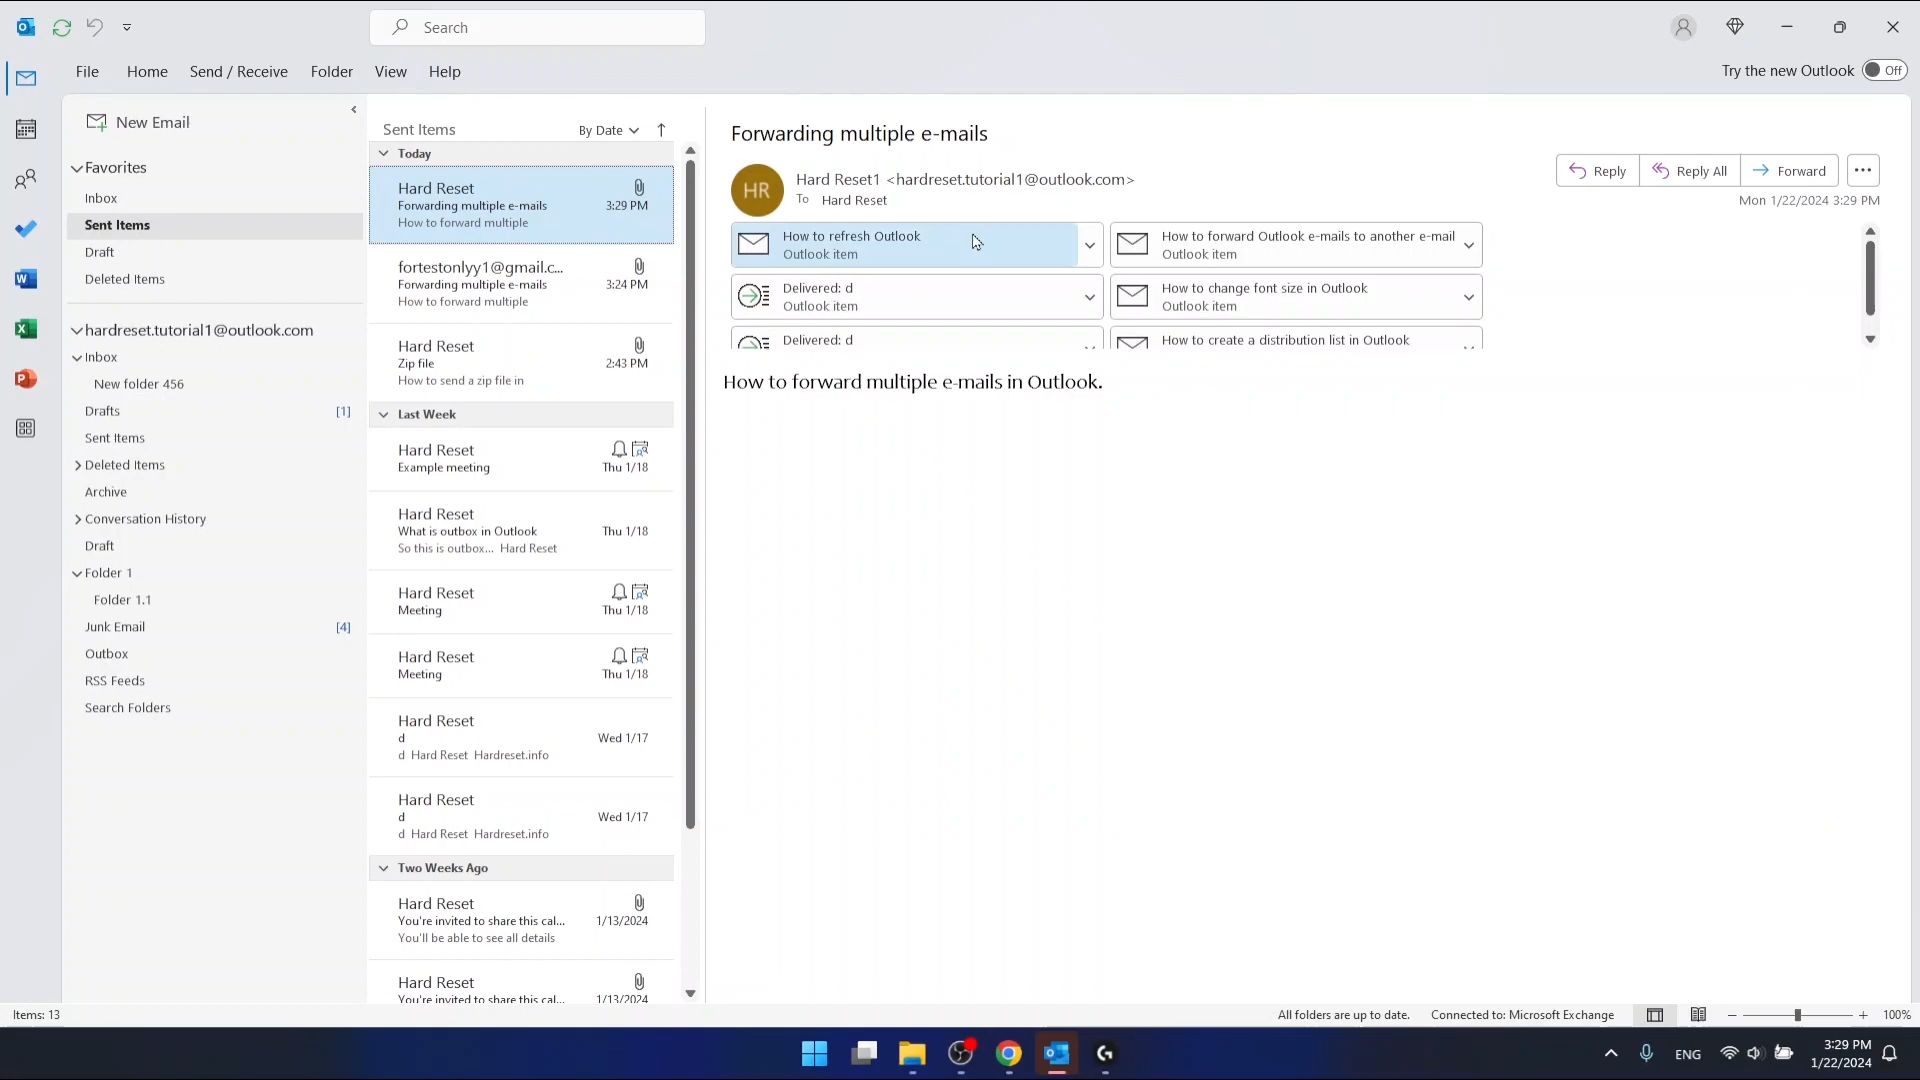 Search
File Home Send / Receive Folder View Help
Try the new Outlook Off
New Email
Favorites
Inbox
Sent Items
Draft
Deleted Items
hardreset.tutorial1@outlook.com
Inbox
New folder 456
Drafts [1]
Sent Items
Deleted Items
Archive
Conversation History
Draft
Folder 1
Folder 1.1
Junk Email [4]
Outbox
RSS Feeds
Search Folders
Sent Items By Date
Today
Hard Reset
Forwarding multiple e-mails 3:29 PM
How to forward multiple
fortestonlyy1@gmail.c...
Forwarding multiple e-mails 3:24 PM
How to forward multiple
Hard Reset
Zip file 2:43 PM
How to send a zip file in
Last Week
Hard Reset
Example meeting Thu 1/18
Hard Reset
What is outbox in Outlook Thu 1/18
So this is outbox... Hard Reset
Hard Reset
Meeting Thu 1/18
Hard Reset
Meeting Thu 1/18
Hard Reset
d Wed 1/17
d Hard Reset Hardreset.info
Hard Reset
d Wed 1/17
d Hard Reset Hardreset.info
Two Weeks Ago
Hard Reset
You're invited to share this cal... 1/13/2024
You'll be able to see all details
Hard Reset
You're invited to share this cal... 1/13/2024
Forwarding multiple e-mails
HR
Hard Reset1 <hardreset.tutorial1@outlook.com>
To Hard Reset
Reply Reply All Forward
Mon 1/22/2024 3:29 PM
How to refresh Outlook
Outlook item
How to forward Outlook e-mails to another e-mail
Outlook item
Delivered: d
Outlook item
How to change font size in Outlook
Outlook item
Delivered: d
How to create a distribution list in Outlook
How to forward multiple e-mails in Outlook.
Items: 13
All folders are up to date. Connected to: Microsoft Exchange 100%
ENG
3:29 PM
1/22/2024